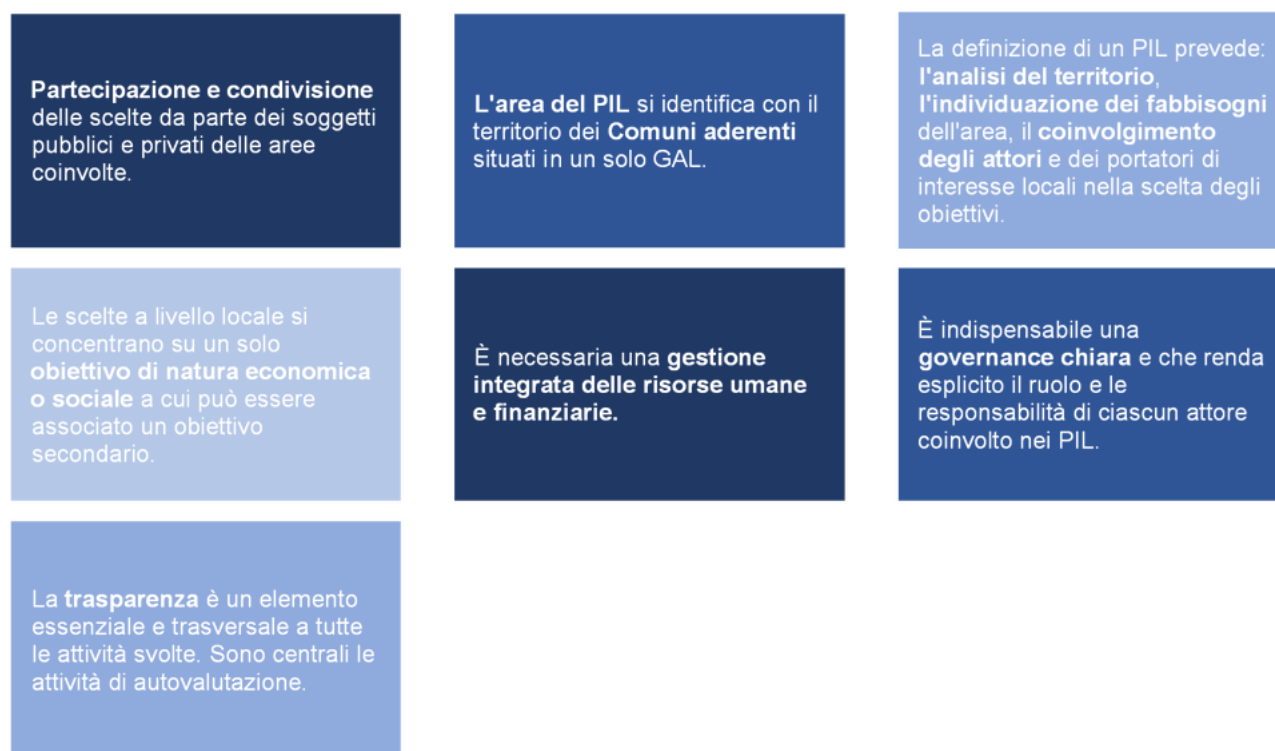 Partecipazione e condivisione
delle scelte da parte dei soggetti
pubblici e privati delle aree
coinvolte.
L'area del PIL si identifica con il
territorio dei Comuni aderenti
situati in un solo GAL.
La definizione di un PIL prevede:
l'analisi del territorio,
l'individuazione dei fabbisogni
dell'area, il coinvolgimento
degli attori e dei portatori di
interesse locali nella scelta degli
obiettivi.
Le scelte a livello locale si
concentrano su un solo
obiettivo di natura economica
o sociale a cui può essere
associato un obiettivo
secondario.
È necessaria una gestione
integrata delle risorse umane
e finanziarie.
È indispensabile una
governance chiara e che renda
esplicito il ruolo e le
responsabilità di ciascun attore
coinvolto nei PIL.
La trasparenza è un elemento
essenziale e trasversale a tutte
le attività svolte. Sono centrali le
attività di autovalutazione.